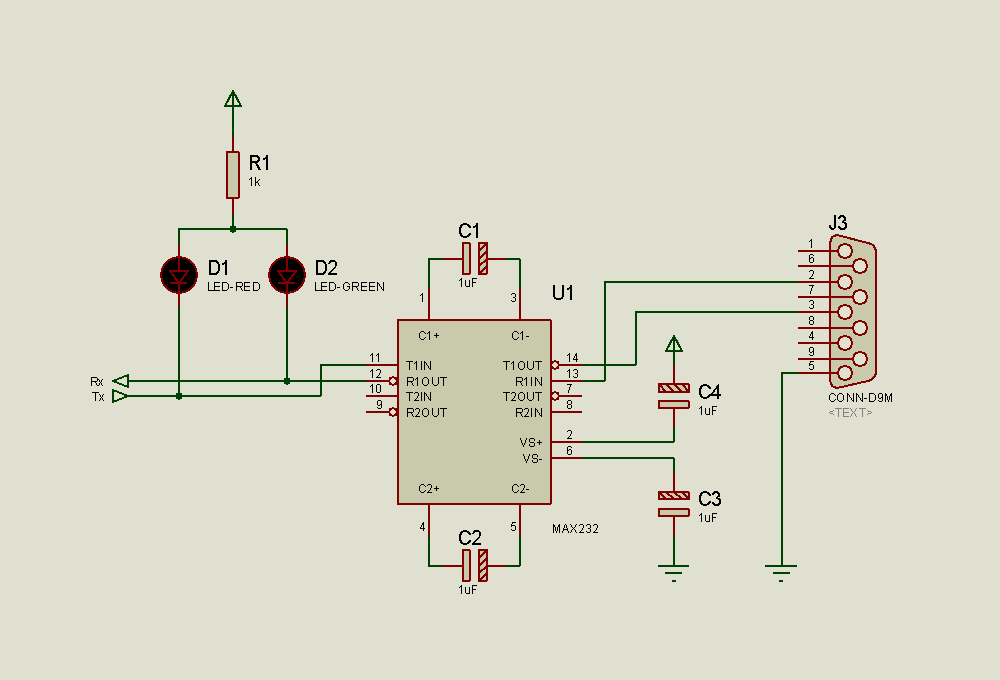 R1
1k
D1
LED-RED
D2
LED-GREEN
Rx
Tx
C1
1uF
1
3
U1
C1+
C1-
11
T1IN
12
R1OUT
10
T2IN
9
R2OUT
T1OUT
14
R1IN
13
T2OUT
7
R2IN
8
VS+
2
VS-
6
C2+
C2-
4
5
MAX232
C2
1uF
C4
1uF
C3
1uF
J3
1
6
2
7
3
8
4
9
5
CONN-D9M
<TEXT>